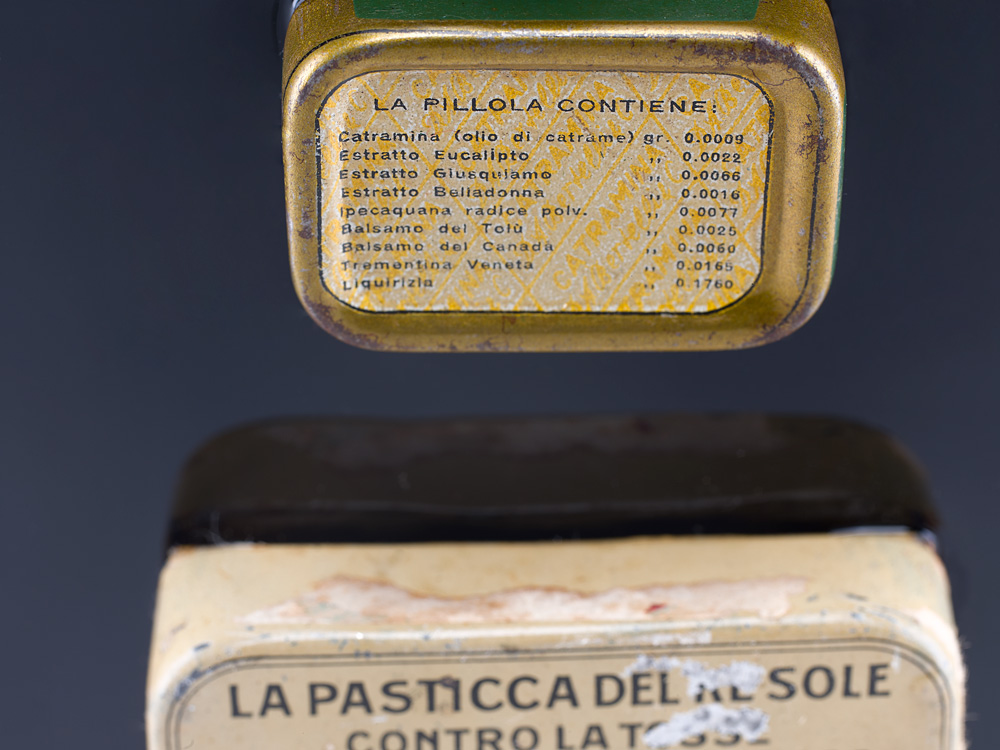 LA PILLOLA CONTIENE:
Catramina (olio di catrame) gr. 0.0009
Estratto Eucalipto ,, 0.0022
Estratto Giusquiamo ,, 0.0066
Estratto Belladonna ,, 0.0016
Ipecaquana radice polv. ,, 0.0077
Balsamo del Tolù ,, 0.0025
Balsamo del Canadà ,, 0.0060
Trementina Veneta ,, 0.0165
Liquirizia ,, 0.1760
LA PASTICCA DEL RE SOLE
CONTRO LA TOSSE